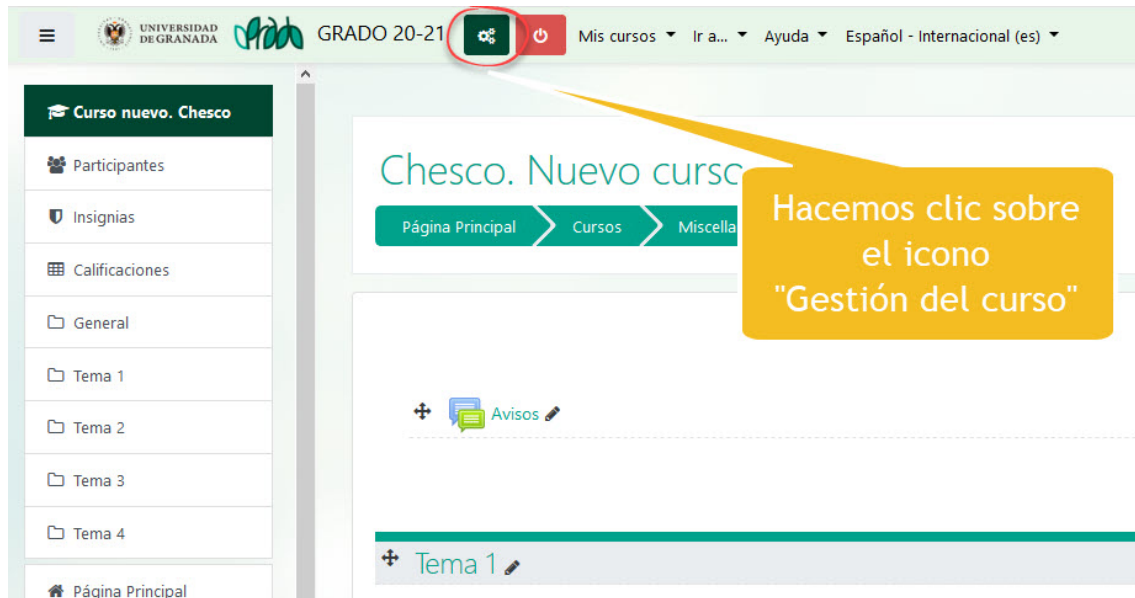 UNIVERSIDAD
DE GRANADA
Prado
GRADO 20-21
Mis cursos
Ir a...
Ayuda
Español - Internacional (es)
Curso nuevo. Chesco
Participantes
Insignias
Calificaciones
General
Tema 1
Tema 2
Tema 3
Tema 4
Página Principal
Chesco. Nuevo curso
Página Principal
Cursos
Miscella
Hacemos clic sobre
el icono
"Gestión del curso"
Avisos
Tema 1